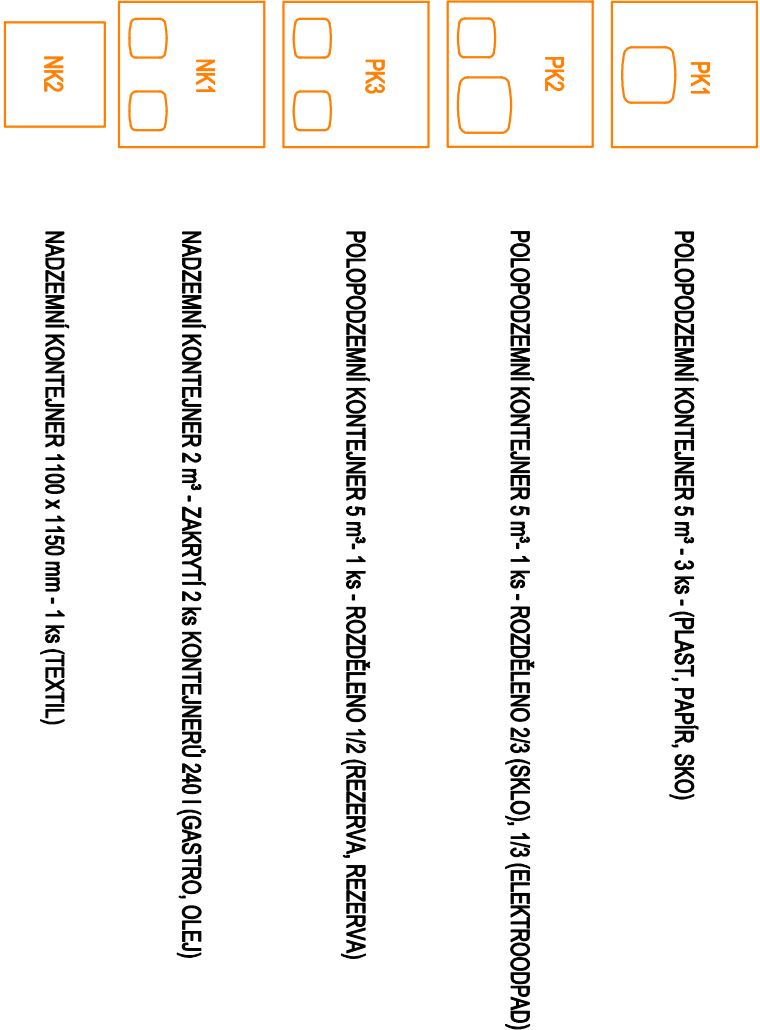 PK1
POLOPODZEMNÍ KONTEJNER 5 m³ - 3 ks - (PLAST, PAPÍR, SKO)
PK2
POLOPODZEMNÍ KONTEJNER 5 m³- 1 ks - ROZDĚLENO 2/3 (SKLO), 1/3 (ELEKTROODPAD)
PK3
POLOPODZEMNÍ KONTEJNER 5 m³- 1 ks - ROZDĚLENO 1/2 (REZERVA, REZERVA)
NK1
NADZEMNÍ KONTEJNER 2 m³ - ZAKRYTÍ 2 ks KONTEJNERŮ 240 l (GASTRO, OLEJ)
NK2
NADZEMNÍ KONTEJNER 1100 x 1150 mm - 1 ks (TEXTIL)